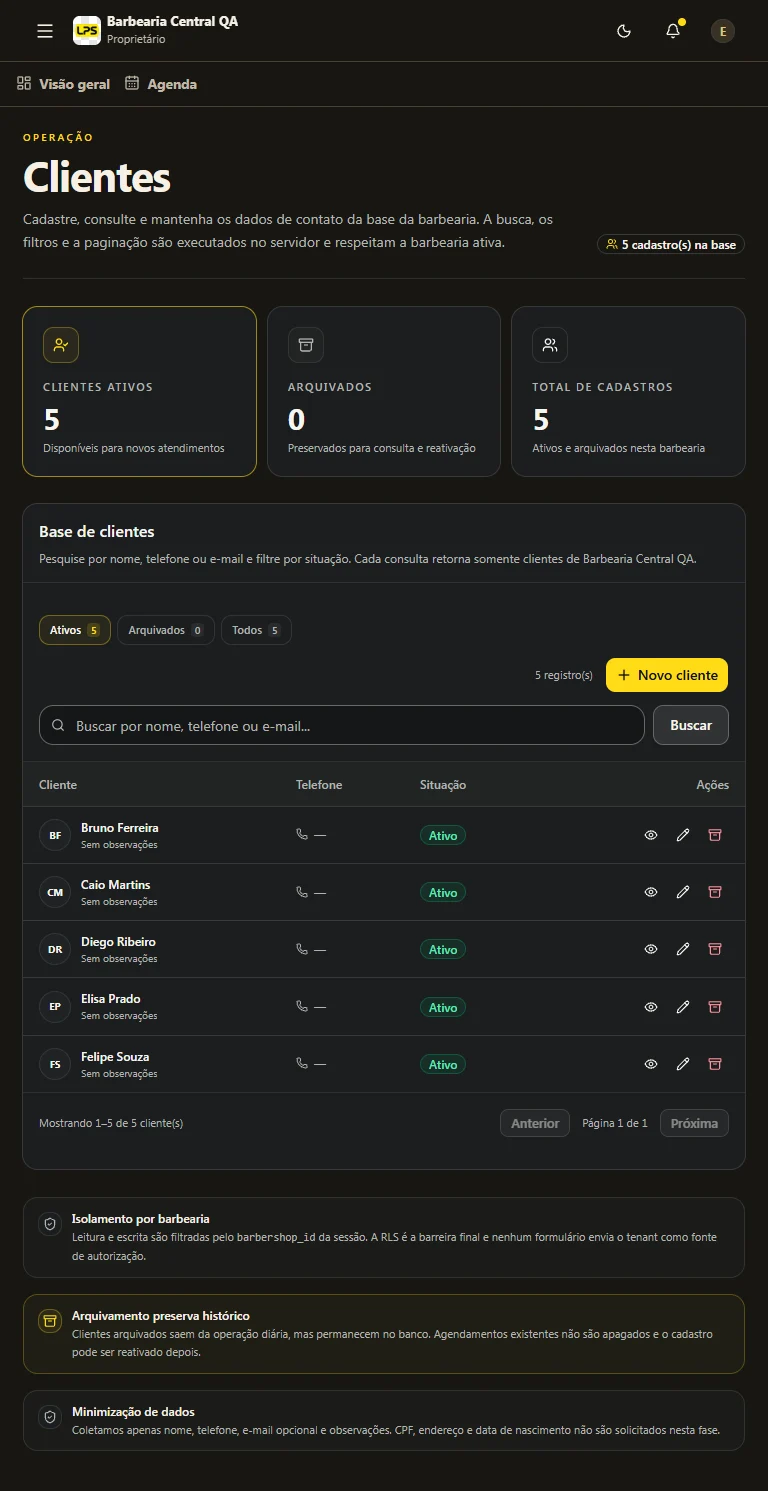 LPS
Barbearia Central QA
Proprietário
E
Visão geral
Agenda
OPERAÇÃO
Clientes
Cadastre, consulte e mantenha os dados de contato da base da barbearia. A busca, os
filtros e a paginação são executados no servidor e respeitam a barbearia ativa.
5 cadastro(s) na base
CLIENTES ATIVOS
5
Disponíveis para novos atendimentos
ARQUIVADOS
0
Preservados para consulta e reativação
TOTAL DE CADASTROS
5
Ativos e arquivados nesta barbearia
Base de clientes
Pesquise por nome, telefone ou e-mail e filtre por situação. Cada consulta retorna somente clientes de Barbearia Central QA.
Ativos 5
Arquivados 0
Todos 5
5 registro(s)
+ Novo cliente
Buscar por nome, telefone ou e-mail...
Buscar
Cliente Telefone Situação Ações
BF Bruno Ferreira — Ativo
Sem observações
CM Caio Martins — Ativo
Sem observações
DR Diego Ribeiro — Ativo
Sem observações
EP Elisa Prado — Ativo
Sem observações
FS Felipe Souza — Ativo
Sem observações
Mostrando 1–5 de 5 cliente(s)
Anterior
Página 1 de 1
Próxima
Isolamento por barbearia
Leitura e escrita são filtradas pelo barbershop_id da sessão. A RLS é a barreira final e nenhum formulário envia o tenant como fonte
de autorização.
Arquivamento preserva histórico
Clientes arquivados saem da operação diária, mas permanecem no banco. Agendamentos existentes não são apagados e o cadastro
pode ser reativado depois.
Minimização de dados
Coletamos apenas nome, telefone, e-mail opcional e observações. CPF, endereço e data de nascimento não são solicitados nesta fase.